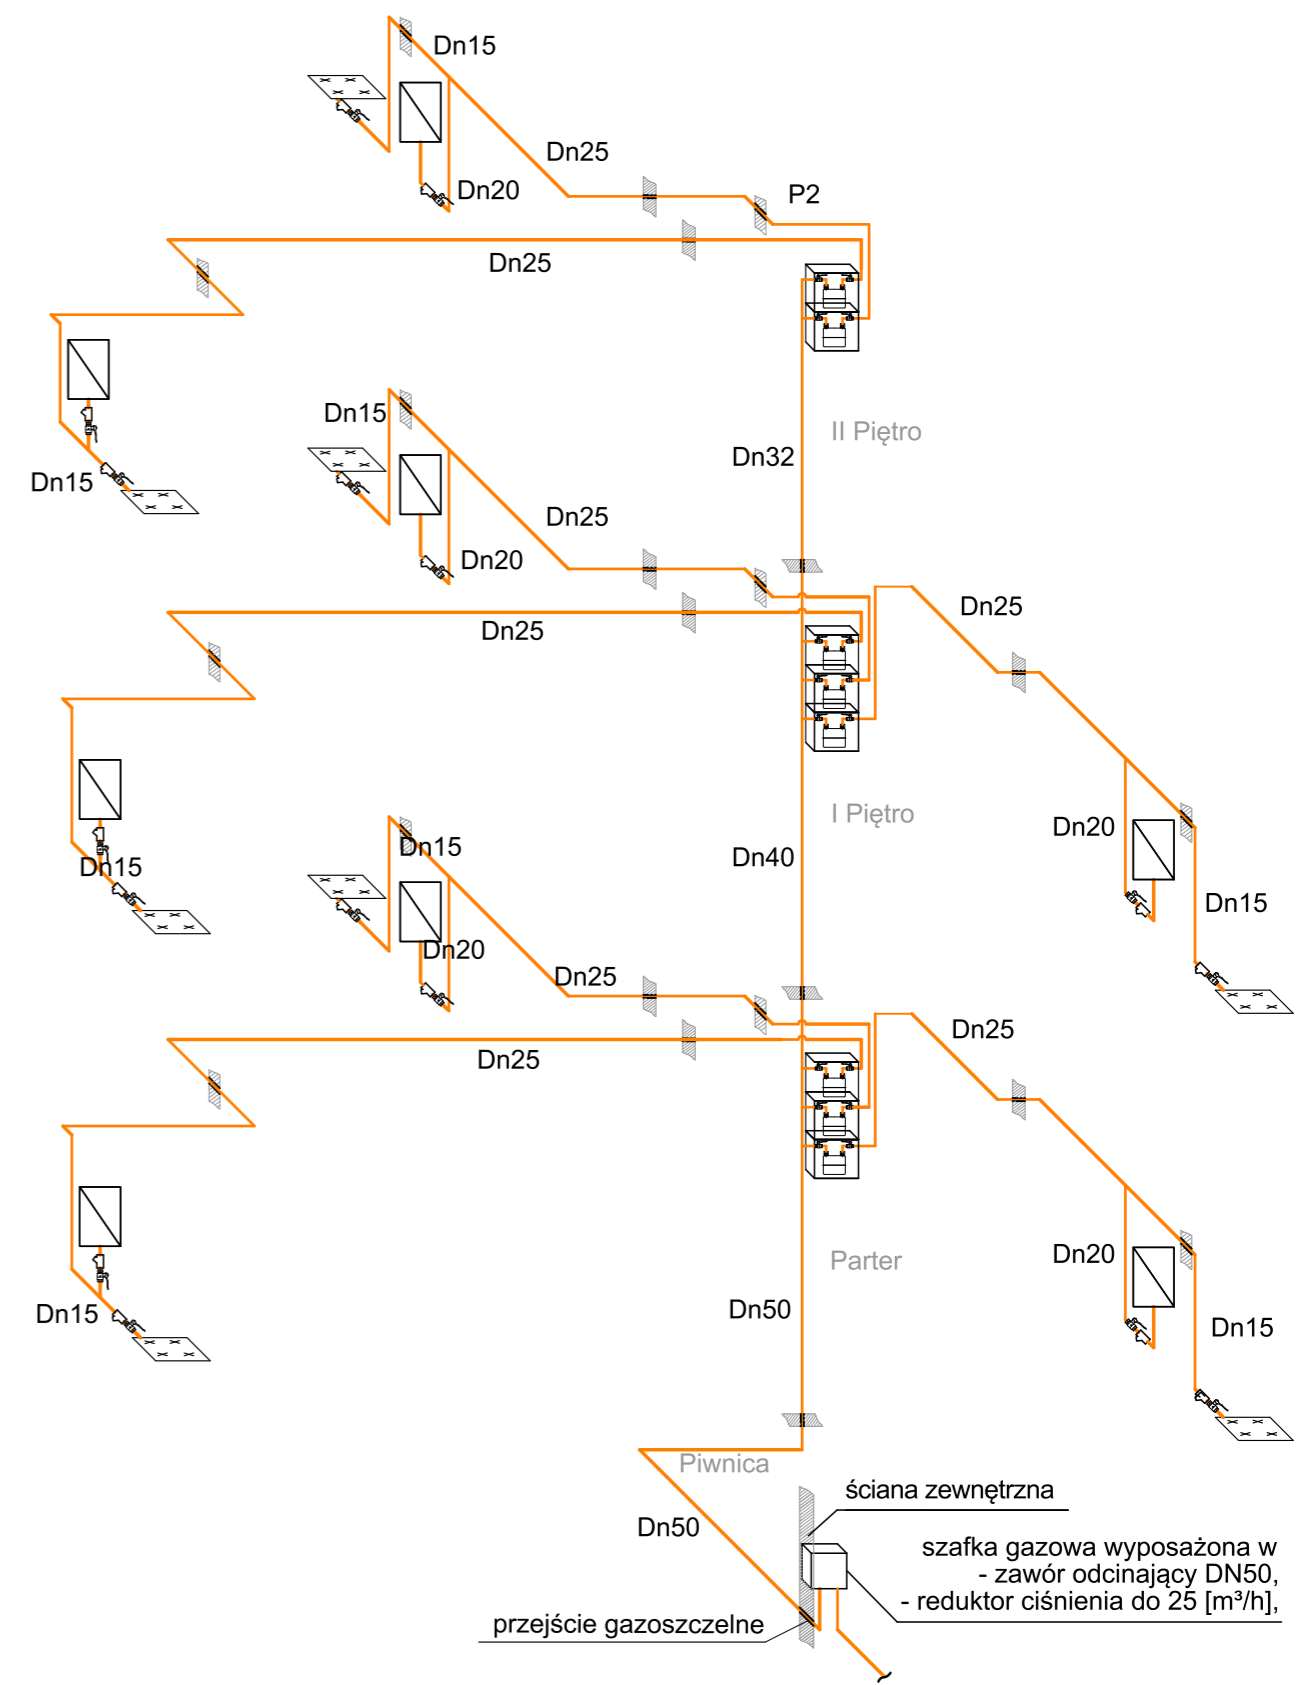 Dn15
Dn25
Dn20
P2
Dn25
Dn15
II Piętro
Dn32
Dn15
Dn25
Dn20
Dn25
Dn25
I Piętro
Dn20
Dn15
Dn40
Dn15
Dn15
Dn20
Dn25
Dn25
Dn25
Parter
Dn20
Dn50
Dn15
Dn15
Piwnica
ściana zewnętrzna
Dn50
szafka gazowa wyposażona w
- zawór odcinający DN50,
- reduktor ciśnienia do 25 [m³/h],
przejście gazoszczelne